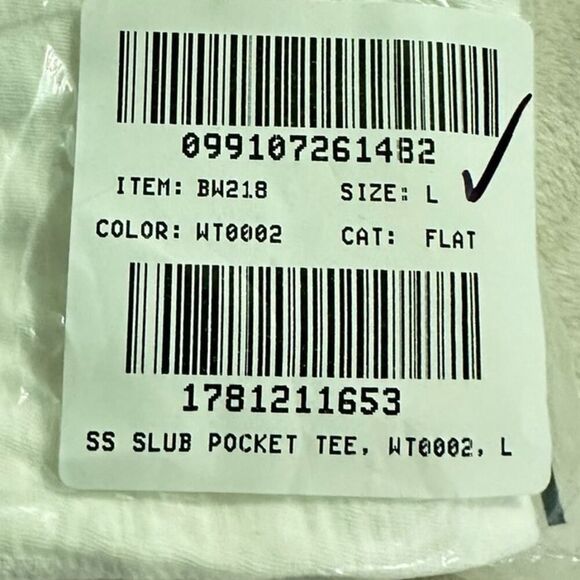 099107261482
ITEM: BW218 SIZE: L
COLOR: WT0002 CAT: FLAT
1781211653
SS SLUB POCKET TEE, WT0002, L